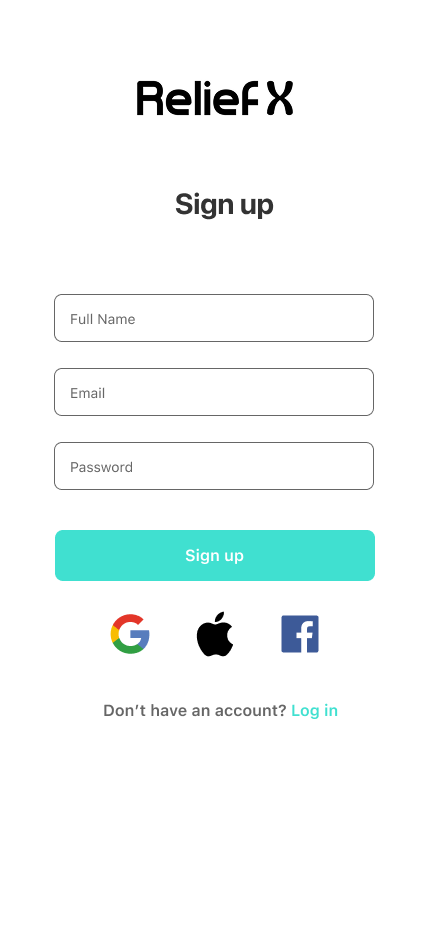 Relief X
Sign up
Full Name
Email
Password
Sign up
Don’t have an account? Log in